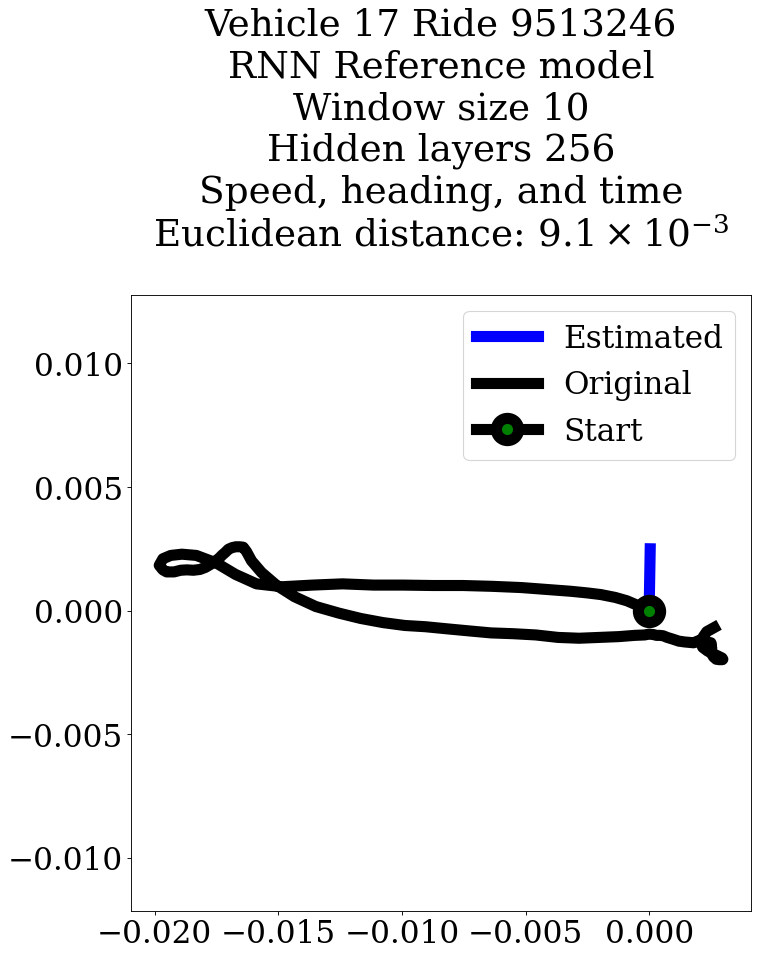 Vehicle 17 Ride 9513246
RNN Reference model
Window size 10
Hidden layers 256
Speed, heading, and time
Euclidean distance: 9.1 × 10⁻³
Estimated
Original
Start
0.010
0.005
0.000
−0.005
−0.010
−0.020 −0.015 −0.010 −0.005 0.000